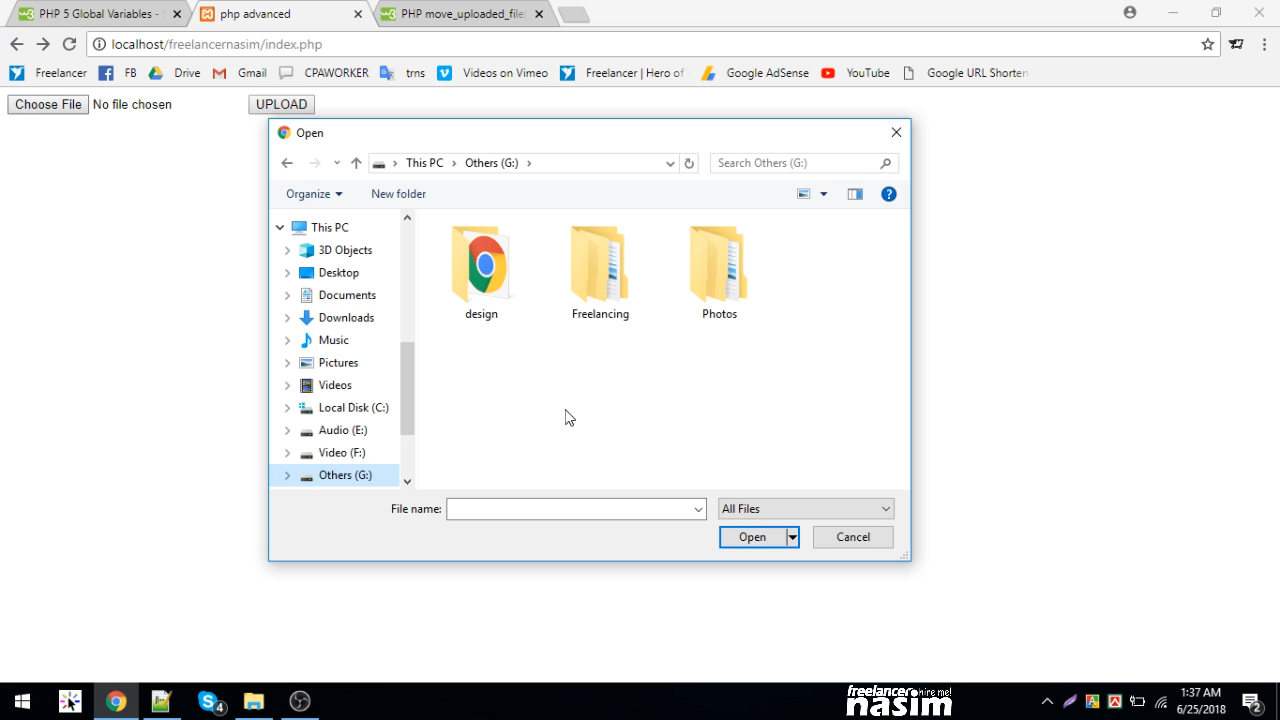 PHP 5 Global Variables -
php advanced
PHP move_uploaded_file
localhost/freelancernasim/index.php
Freelancer
FB
Drive
Gmail
CPAWORKER
trns
Videos on Vimeo
Freelancer | Hero of
Google AdSense
YouTube
Google URL Shorten
Choose File No file chosen
UPLOAD
Open
This PC
Others (G:)
Search Others (G:)
Organize
New folder
This PC
3D Objects
Desktop
Documents
Downloads
Music
Pictures
Videos
Local Disk (C:)
Audio (E:)
Video (F:)
Others (G:)
design
Freelancing
Photos
File name:
All Files
Open
Cancel
4
freelancer hire me!
nasim
1:37 AM
6/25/2018
2